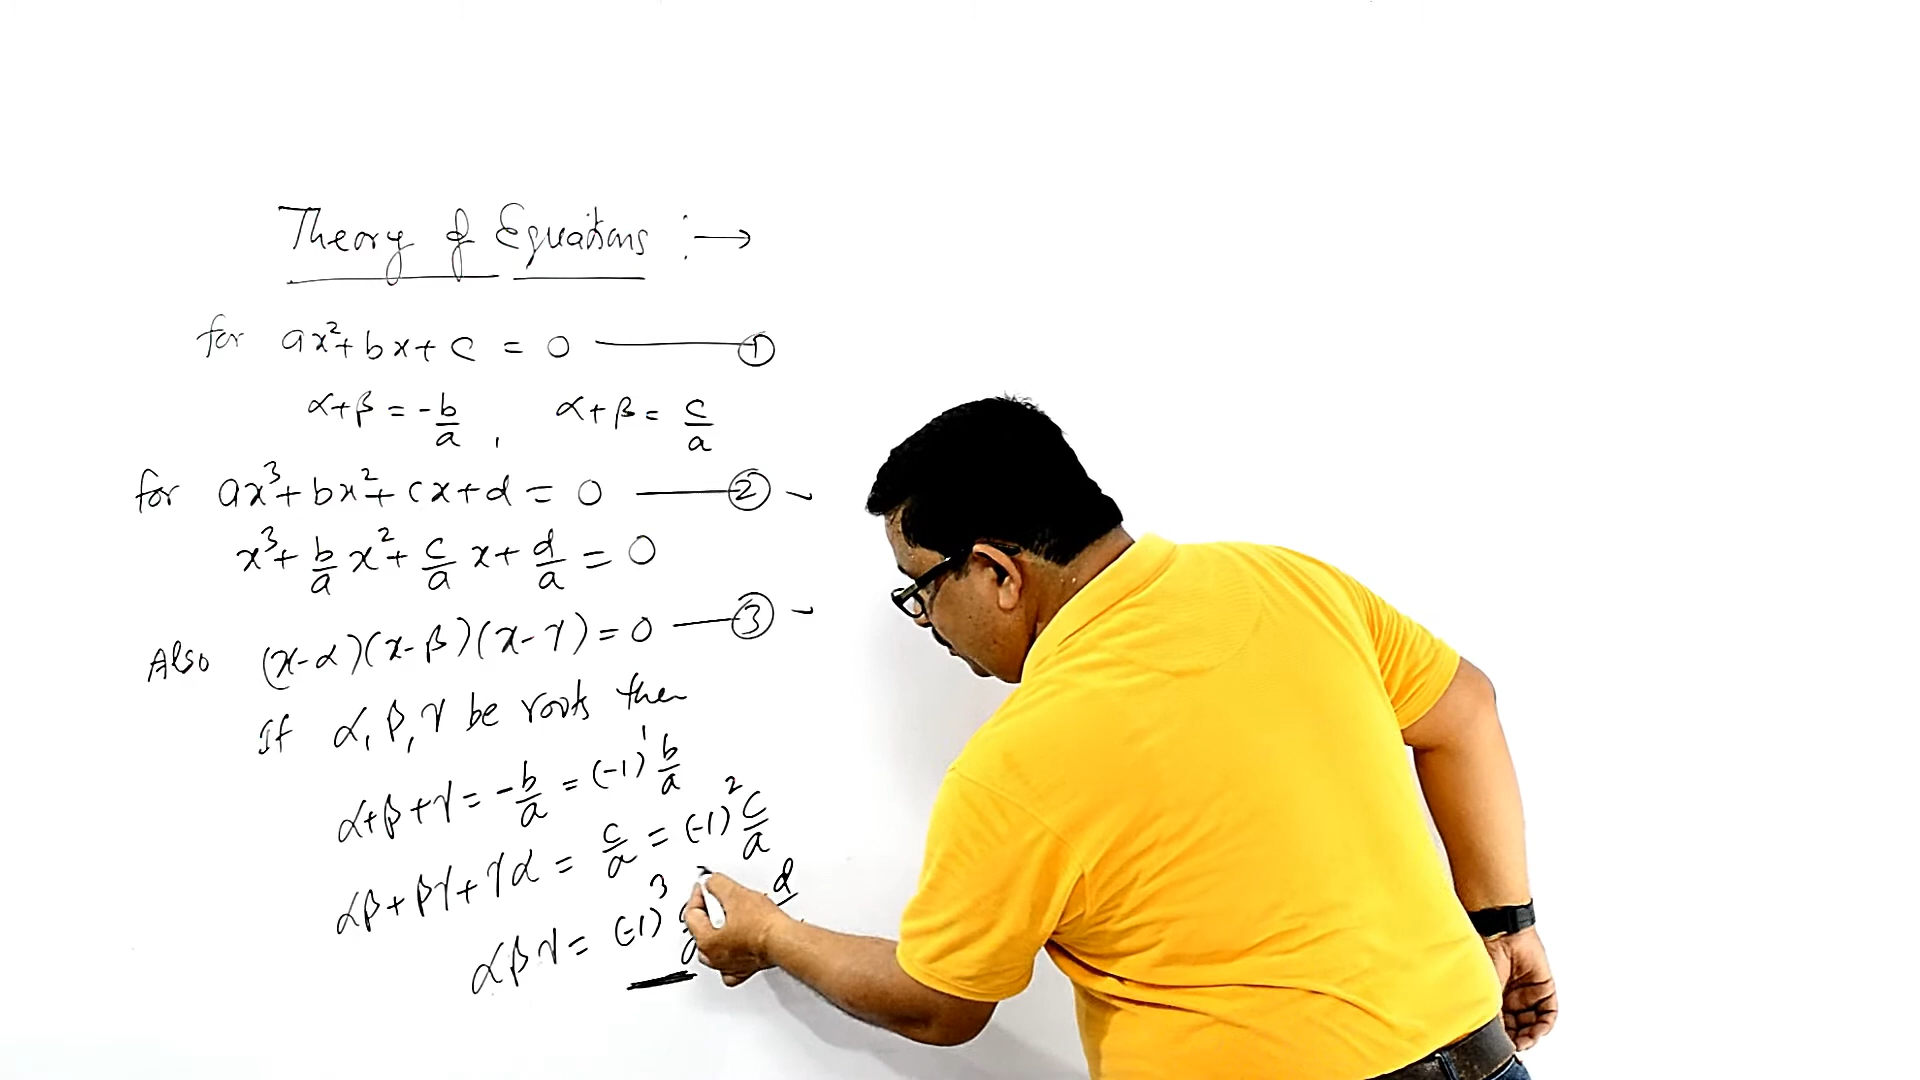 Theory of Equations :→
for ax²+bx+c = 0 ——— ①
α+β = -b/a , α+β = c/a
for ax³+bx²+cx+d = 0 ——— ②
x³+ b/a x²+ c/a x+ d/a = 0
Also (x-α)(x-β)(x-γ)=0 —— ③
If α, β, γ be roots then
α+β+γ = -b/a = (-1)¹ b/a
αβ+βγ+γα = c/a = (-1)² c/a
αβγ = (-1)³ d